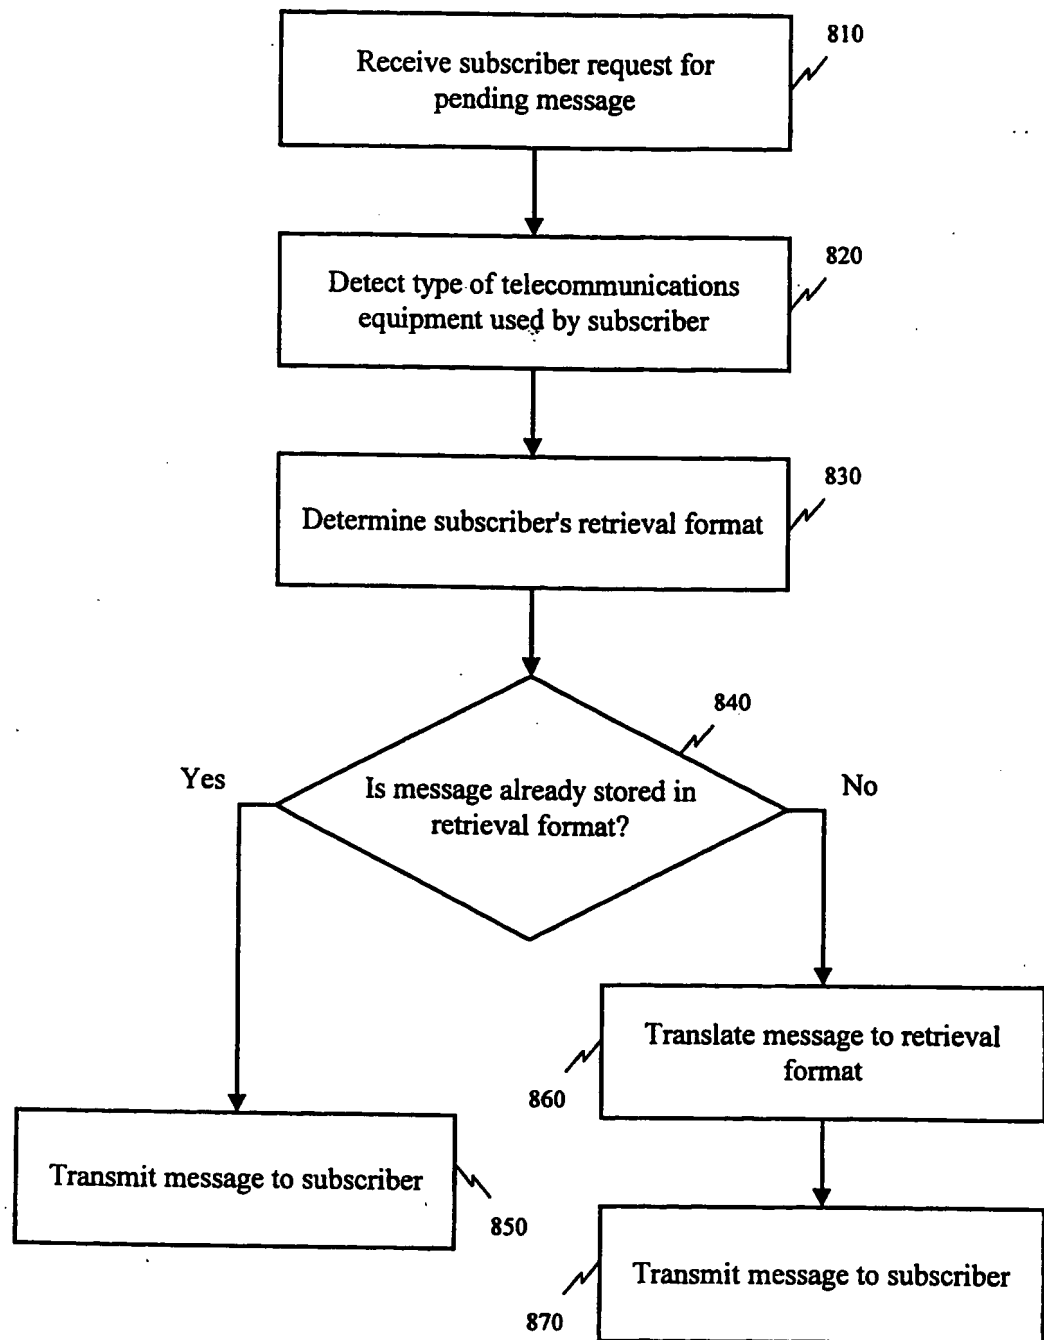 810
Receive subscriber request for
pending message
820
Detect type of telecommunications
equipment used by subscriber
830
Determine subscriber's retrieval format
840
Yes
No
Is message already stored in
retrieval format?
Translate message to retrieval
format
860
Transmit message to subscriber
850
Transmit message to subscriber
870